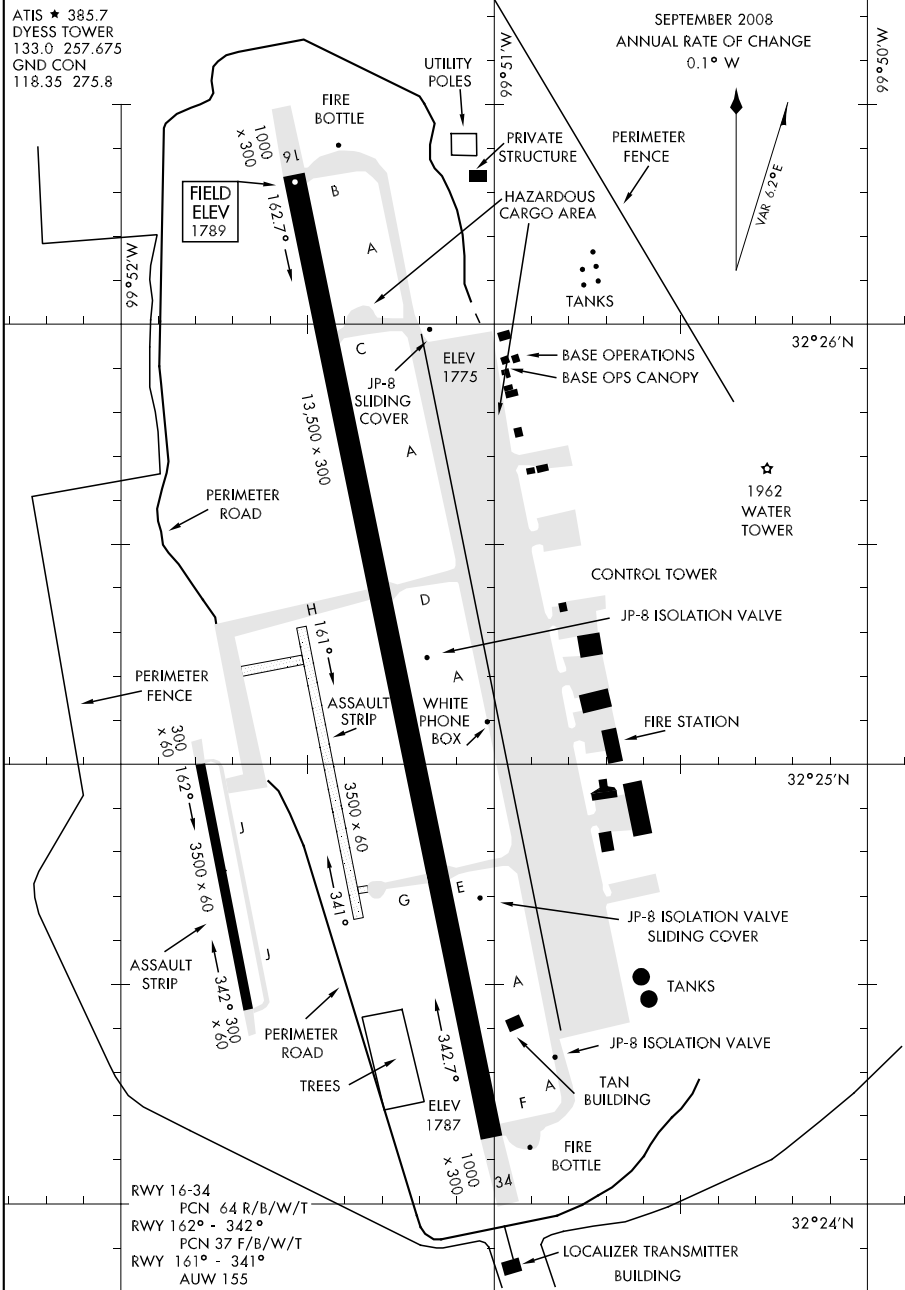 ATIS ★ 385.7
DYESS TOWER
133.0 257.675
GND CON
118.35 275.8
SEPTEMBER 2008
ANNUAL RATE OF CHANGE
0.1° W
VAR 6.2°E
99°51'W
99°50'W
99°52'W
UTILITY
POLES
FIRE
BOTTLE
PRIVATE
STRUCTURE
PERIMETER
FENCE
1000
x 300
16
B
FIELD
ELEV
1789
162.7°
HAZARDOUS
CARGO AREA
A
TANKS
32°26'N
C
JP-8
SLIDING
COVER
ELEV
1775
BASE OPERATIONS
BASE OPS CANOPY
13,500 x 300
A
1962
WATER
TOWER
PERIMETER
ROAD
CONTROL TOWER
D
H
JP-8 ISOLATION VALVE
161°
A
PERIMETER
FENCE
ASSAULT
STRIP
WHITE
PHONE
BOX
FIRE STATION
300
x 60
32°25'N
162°
3500 x 60
J
3500 x 60
341°
G
E
JP-8 ISOLATION VALVE
SLIDING COVER
ASSAULT
STRIP
J
342°
300
x 60
A
TANKS
PERIMETER
ROAD
342.7°
JP-8 ISOLATION VALVE
TREES
ELEV
1787
F
A
TAN
BUILDING
FIRE
BOTTLE
1000
x 300
34
RWY 16-34
PCN 64 R/B/W/T
RWY 162° - 342°
PCN 37 F/B/W/T
RWY 161° - 341°
AUW 155
32°24'N
LOCALIZER TRANSMITTER
BUILDING